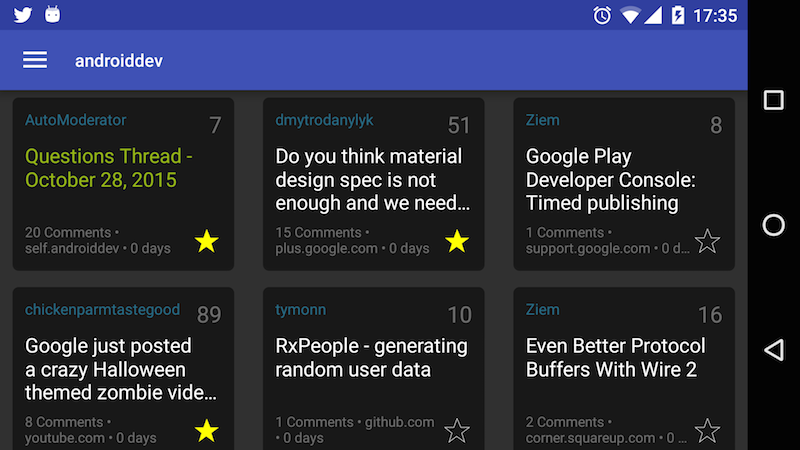 17:35
androiddev
AutoModerator
7
Questions Thread -
October 28, 2015
20 Comments •
self.androiddev • 0 days
dmytrodanylyk
51
Do you think material
design spec is not
enough and we need…
15 Comments •
plus.google.com • 0 days
Ziem
8
Google Play
Developer Console:
Timed publishing
1 Comments •
support.google.com • 0 d…
chickenparmtastegood
89
Google just posted
a crazy Halloween
themed zombie vide…
8 Comments •
youtube.com • 0 days
tymonn
10
RxPeople - generating
random user data
1 Comments • github.com
• 0 days
Ziem
16
Even Better Protocol
Buffers With Wire 2
2 Comments •
corner.squareup.com • 0 …